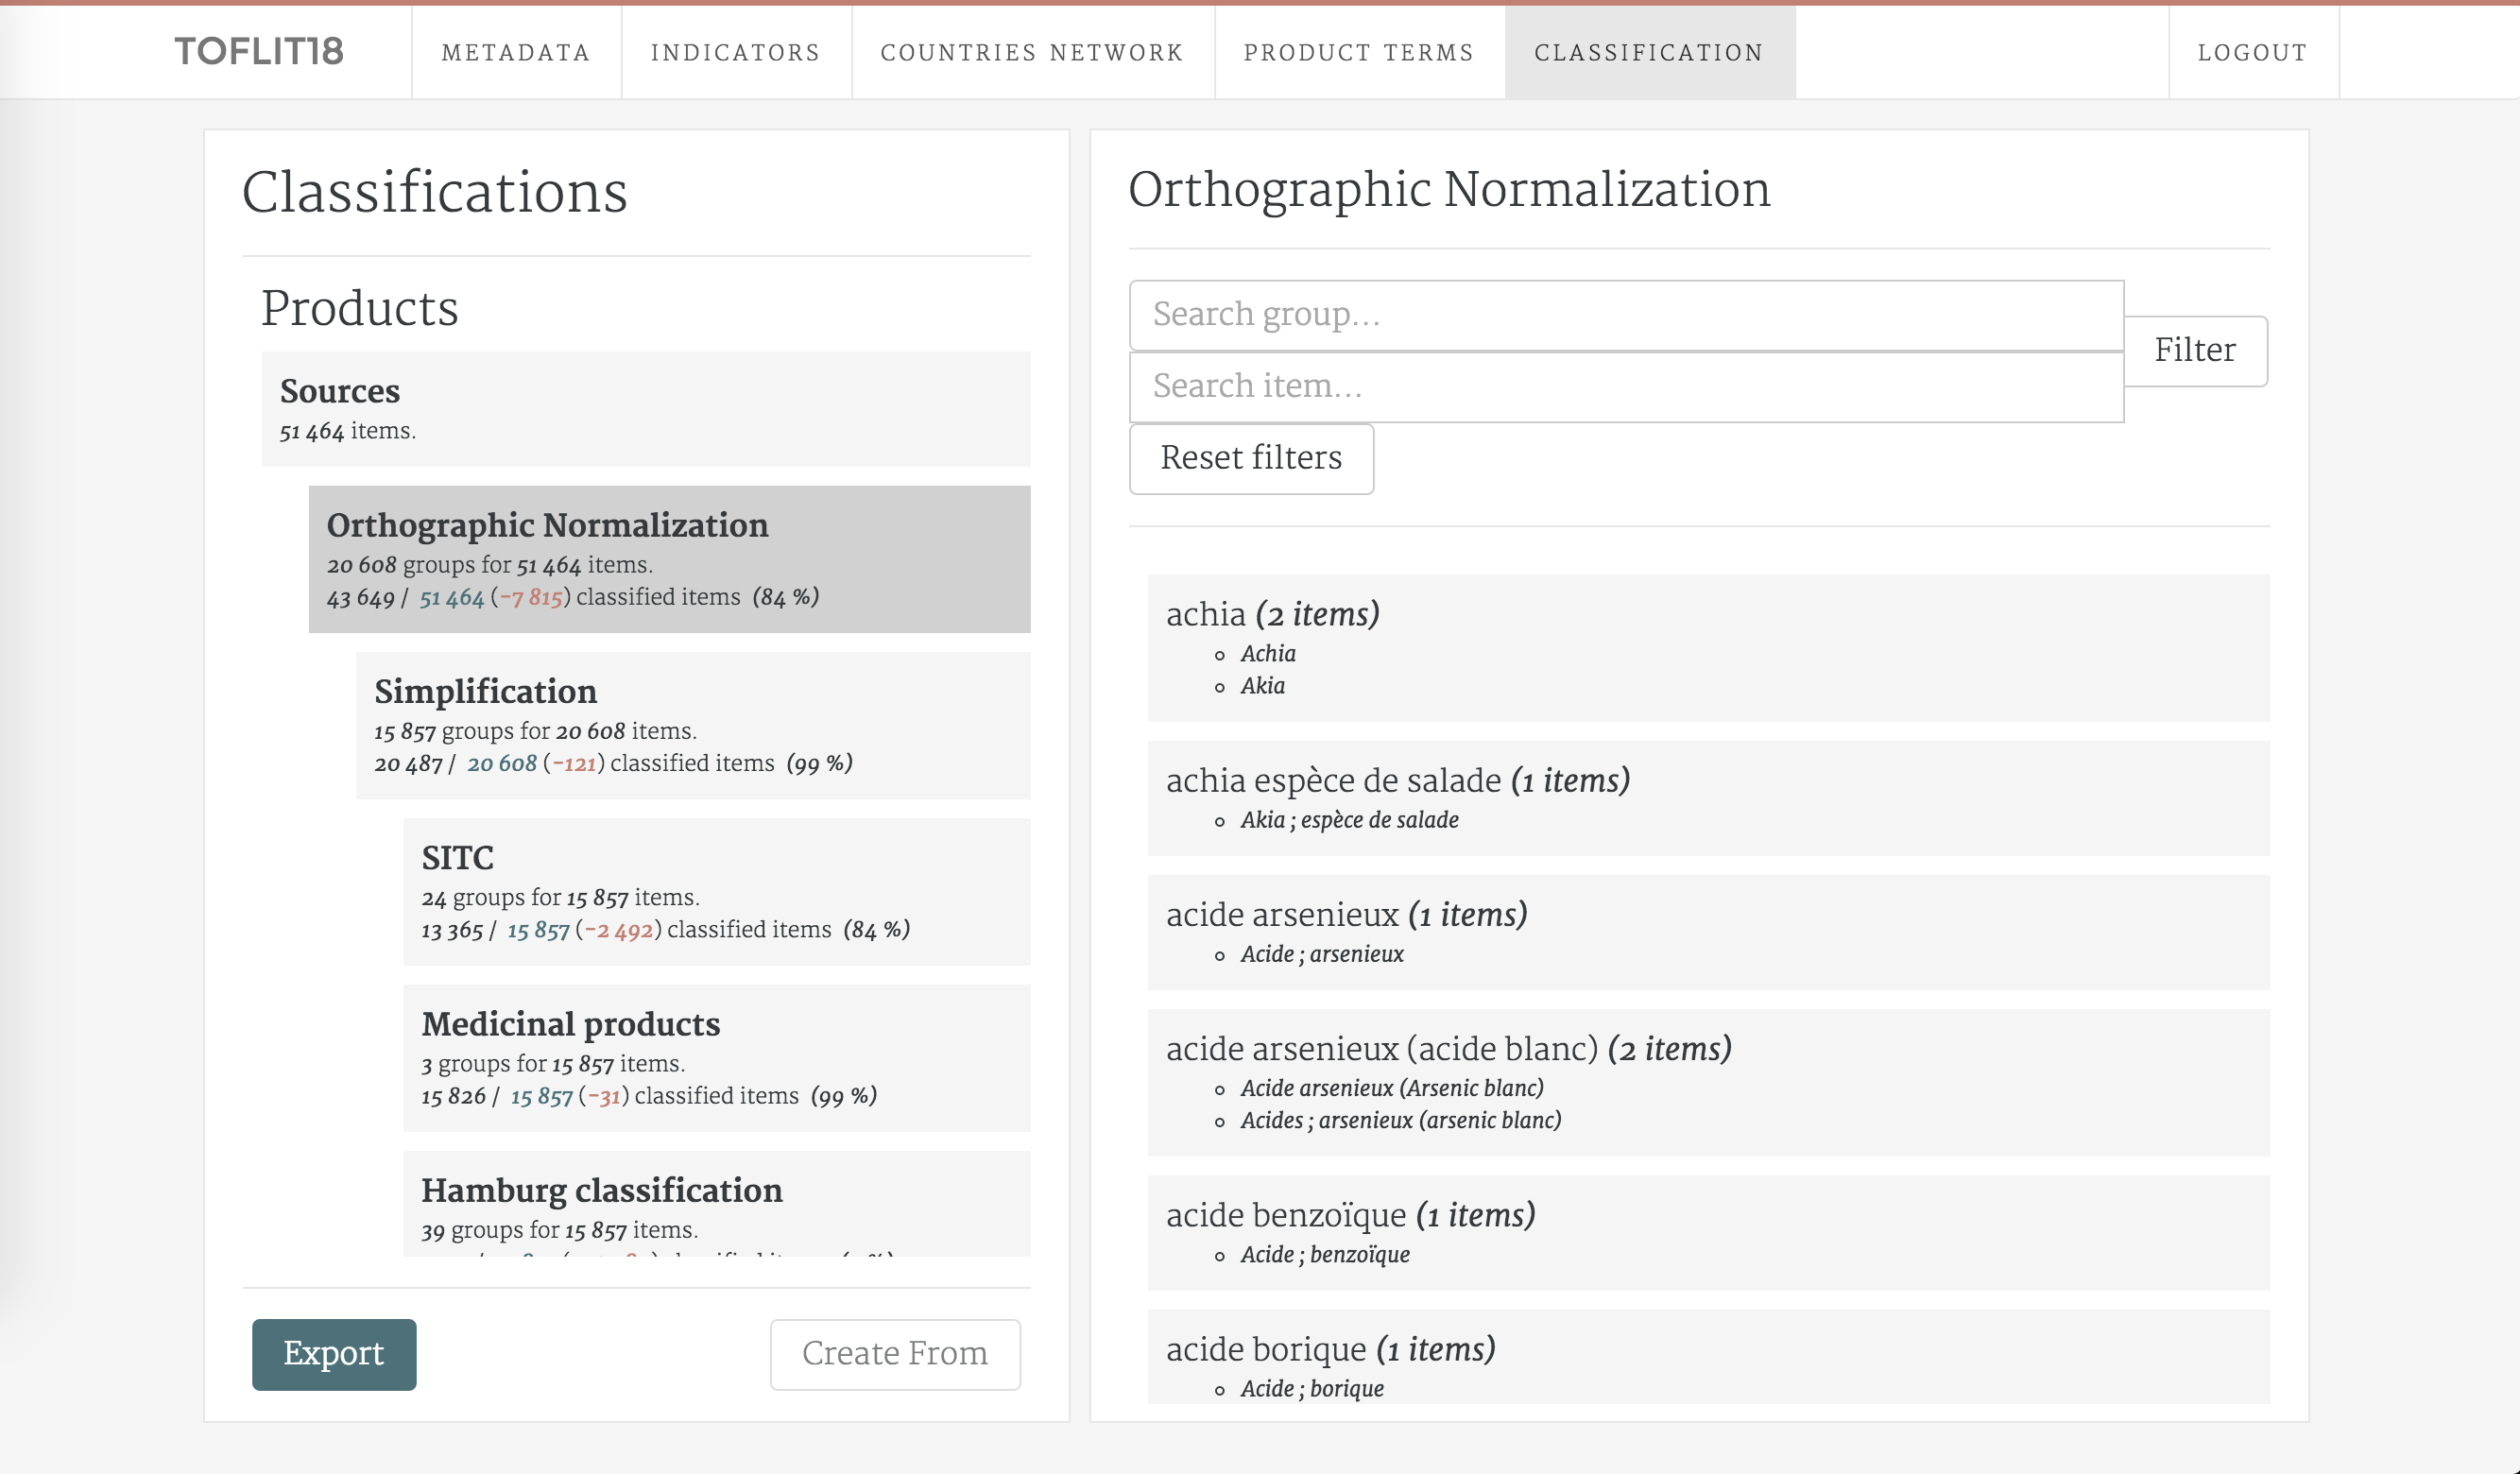 TOFLIT18
METADATA
INDICATORS
COUNTRIES NETWORK
PRODUCT TERMS
CLASSIFICATION
LOGOUT
Classifications
Products
Sources
51 464 items.
Orthographic Normalization
20 608 groups for 51 464 items.
43 649 / 51 464 (-7 815) classified items (84 %)
Simplification
15 857 groups for 20 608 items.
20 487 / 20 608 (-121) classified items (99 %)
SITC
24 groups for 15 857 items.
13 365 / 15 857 (-2 492) classified items (84 %)
Medicinal products
3 groups for 15 857 items.
15 826 / 15 857 (-31) classified items (99 %)
Hamburg classification
39 groups for 15 857 items.
Export
Create From
Orthographic Normalization
Search group...
Search item...
Filter
Reset filters
achia (2 items)
Achia
Akia
achia espèce de salade (1 items)
Akia ; espèce de salade
acide arsenieux (1 items)
Acide ; arsenieux
acide arsenieux (acide blanc) (2 items)
Acide arsenieux (Arsenic blanc)
Acides ; arsenieux (arsenic blanc)
acide benzoïque (1 items)
Acide ; benzoïque
acide borique (1 items)
Acide ; borique